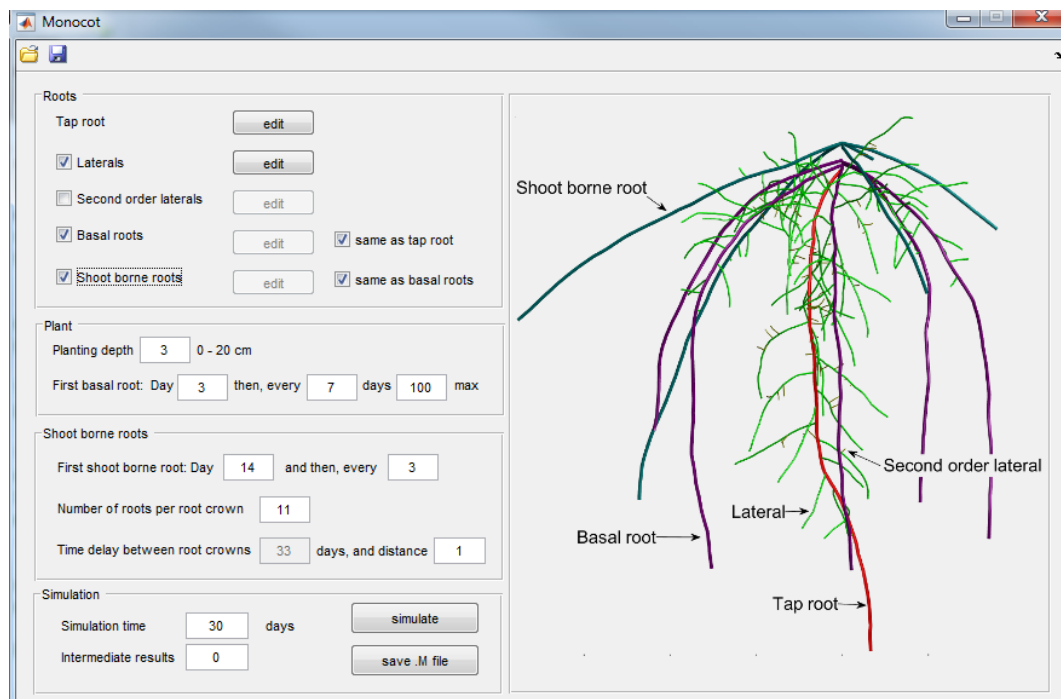 Monocot
Roots
Tap root edit
Laterals edit
Second order laterals edit
Basal roots edit same as tap root
Shoot borne roots edit same as basal roots
Plant
Planting depth 3 0 - 20 cm
First basal root: Day 3 then, every 7 days 100 max
Shoot borne roots
First shoot borne root: Day 14 and then, every 3
Number of roots per root crown 11
Time delay between root crowns 33 days, and distance 1
Simulation
Simulation time 30 days
simulate
Intermediate results 0
save .M file
Shoot borne root
Second order lateral
Lateral
Basal root
Tap root